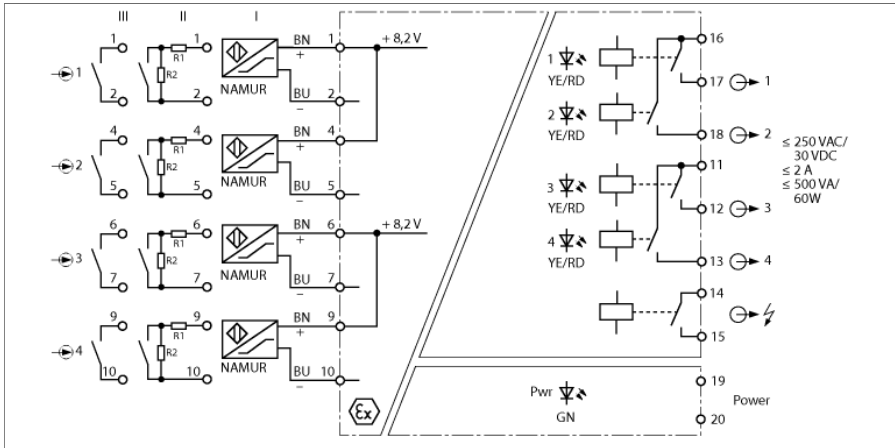 III II I
1 1 BN 1 + 8,2 V
+
R1
1 R2
2 2 NAMUR BU 2
–
4 4 BN 4
+
R1
2 R2
5 5 NAMUR BU 5
–
6 6 BN 6 + 8,2 V
+
R1
3 R2
7 7 NAMUR BU 7
–
9 9 BN 9
+
R1
4 R2
10 10 NAMUR BU 10
–
Ex
16
1
YE/RD
17 1
2
YE/RD
18 2
11
3
YE/RD
12 3
4
YE/RD
13 4
14
15
≤ 250 VAC/
30 VDC
≤ 2 A
≤ 500 VA/
60W
Pwr
GN
19
Power
20